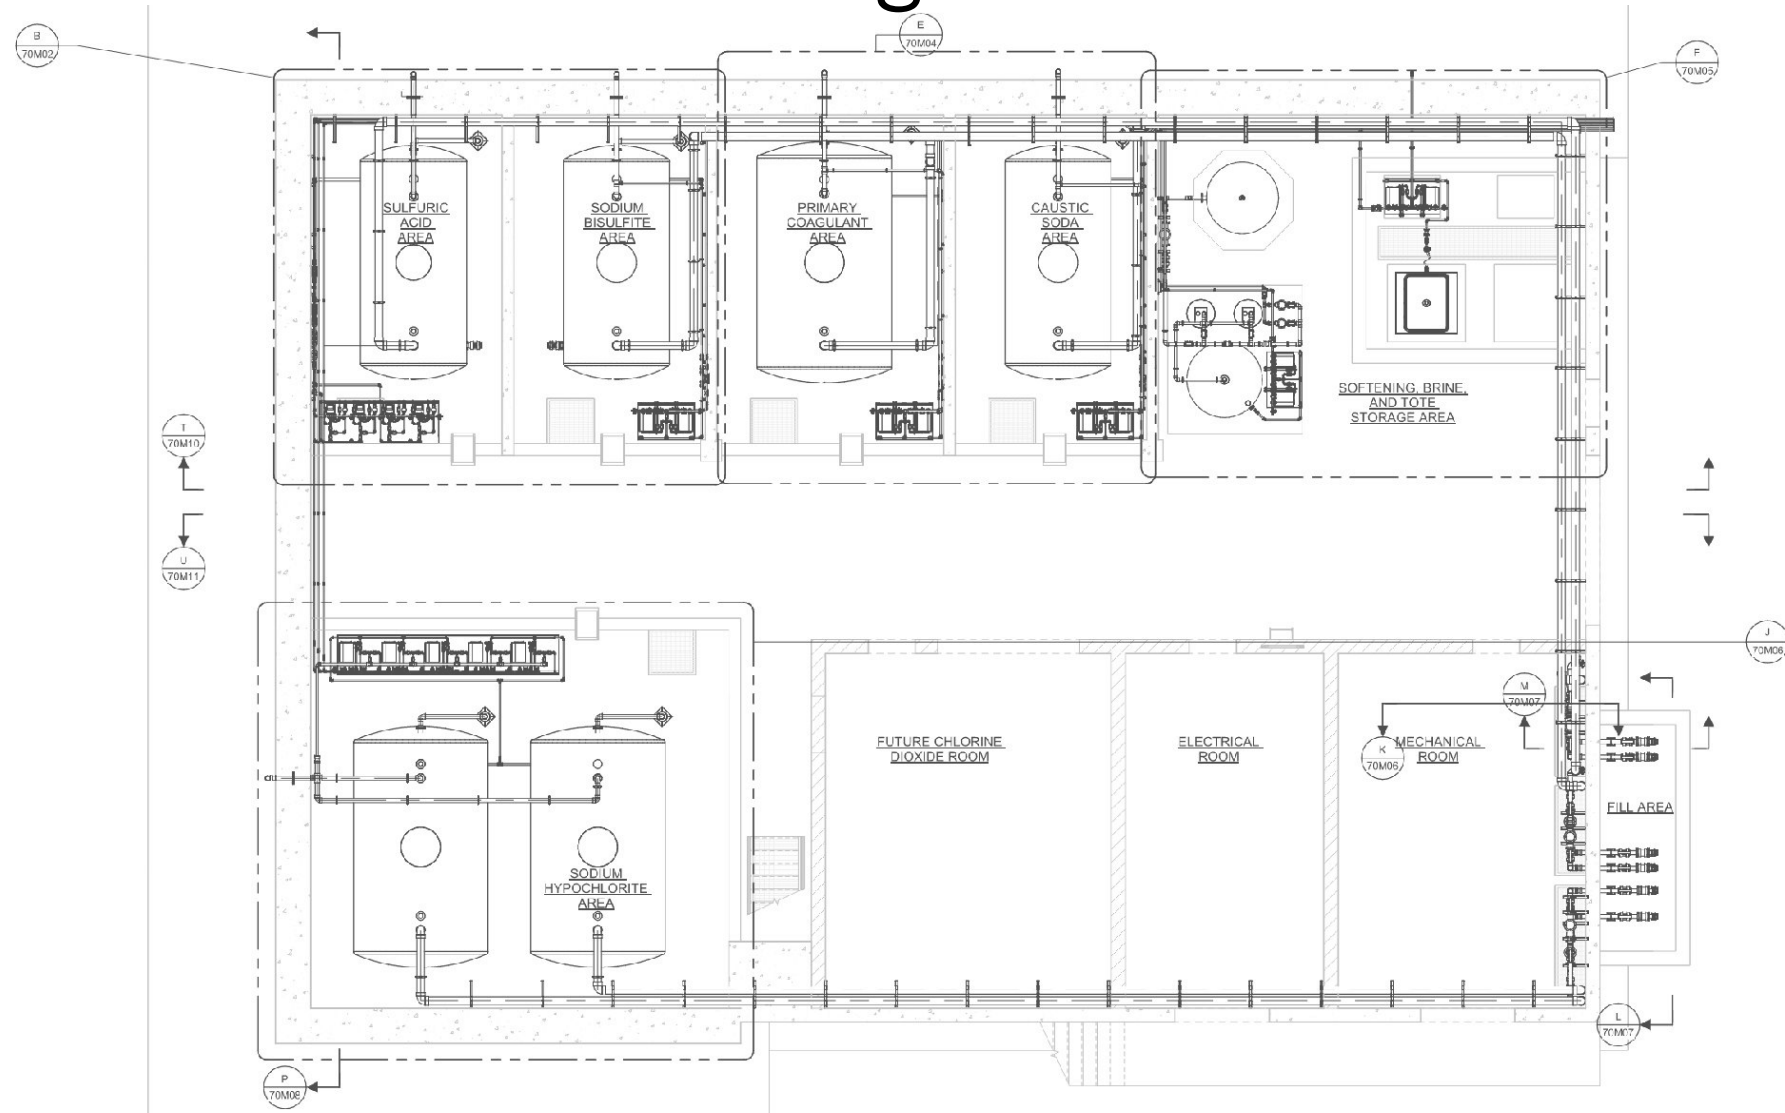 B
70M02
E
70M04
F
70M05
SULFURIC
ACID
AREA
SODIUM
BISULFITE
AREA
PRIMARY
COAGULANT
AREA
CAUSTIC
SODA
AREA
SOFTENING, BRINE,
AND TOTE
STORAGE AREA
T
70M10
U
70M11
J
70M06
M
70M07
K
70M06
FUTURE CHLORINE
DIOXIDE ROOM
ELECTRICAL
ROOM
MECHANICAL
ROOM
FILL AREA
SODIUM
HYPOCHLORITE
AREA
L
70M07
P
70M08